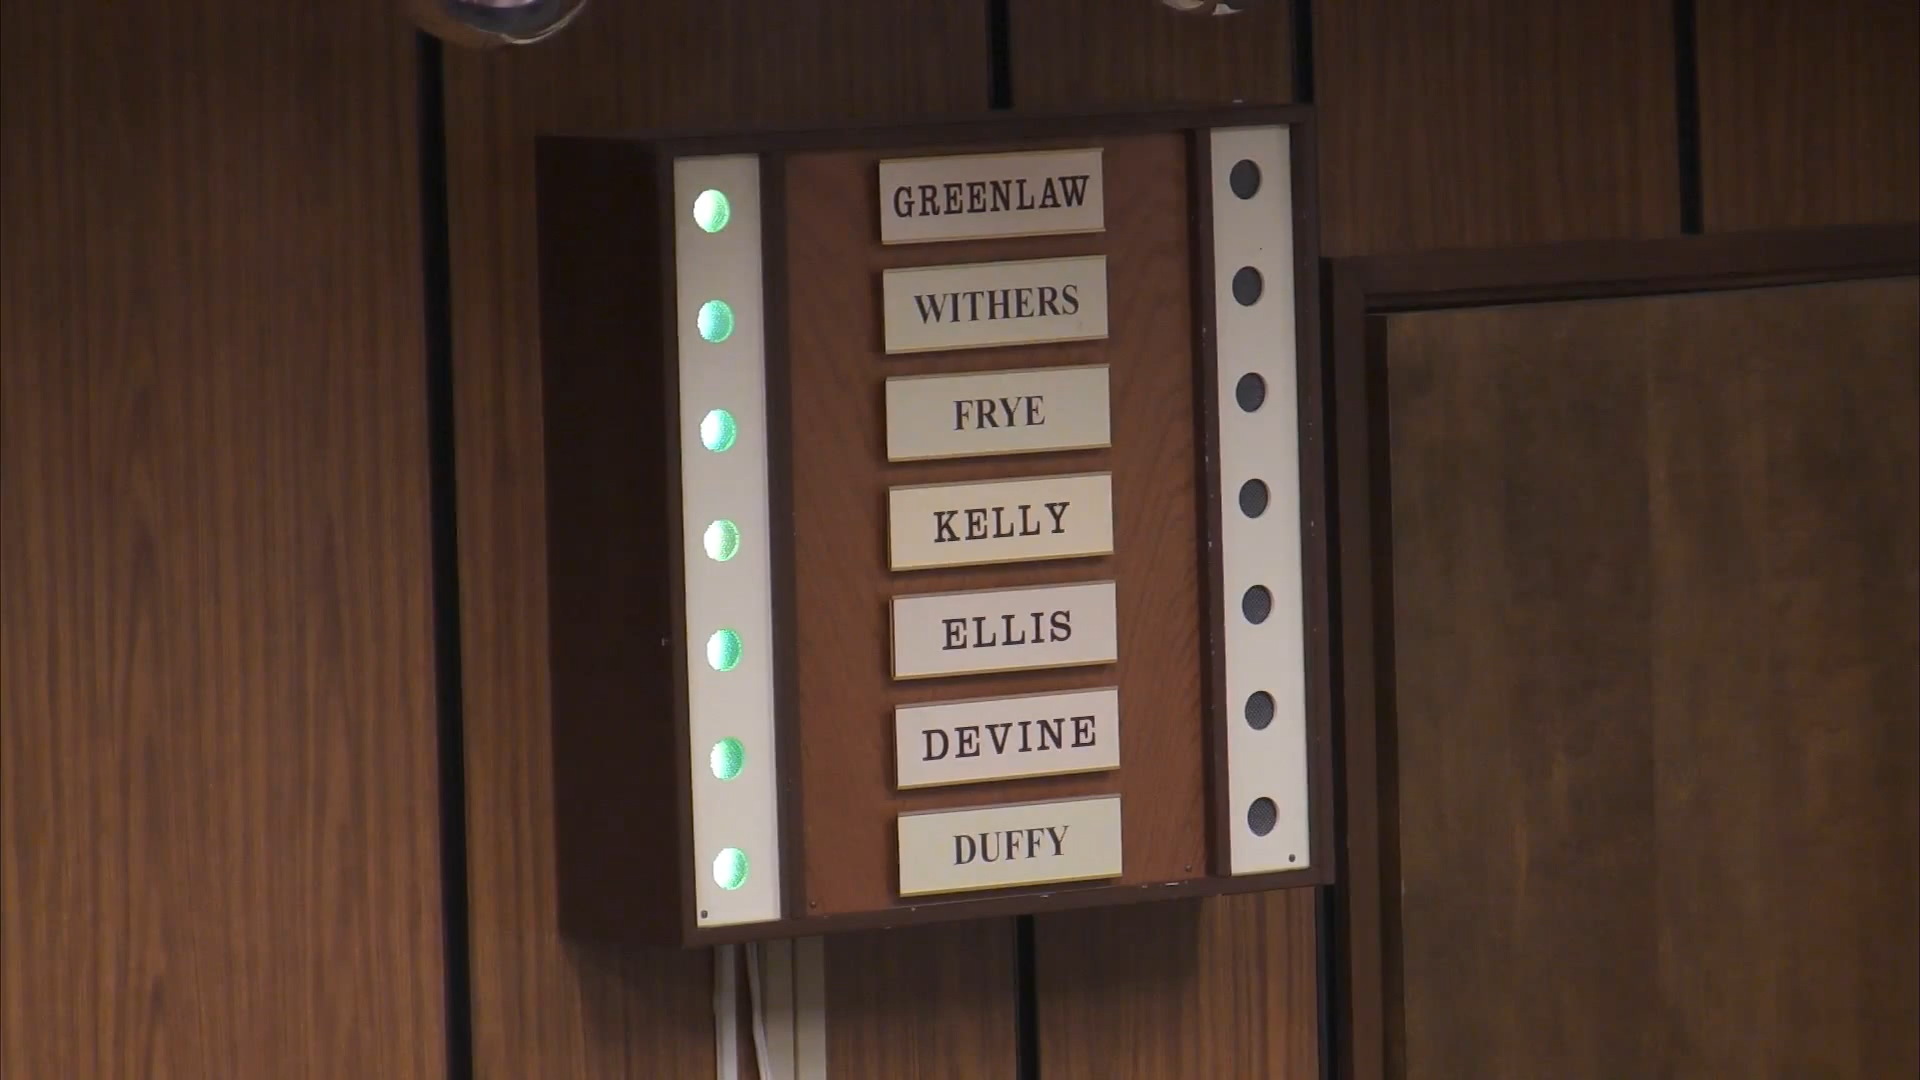 GREENLAW
WITHERS
FRYE
KELLY
ELLIS
DEVINE
DUFFY